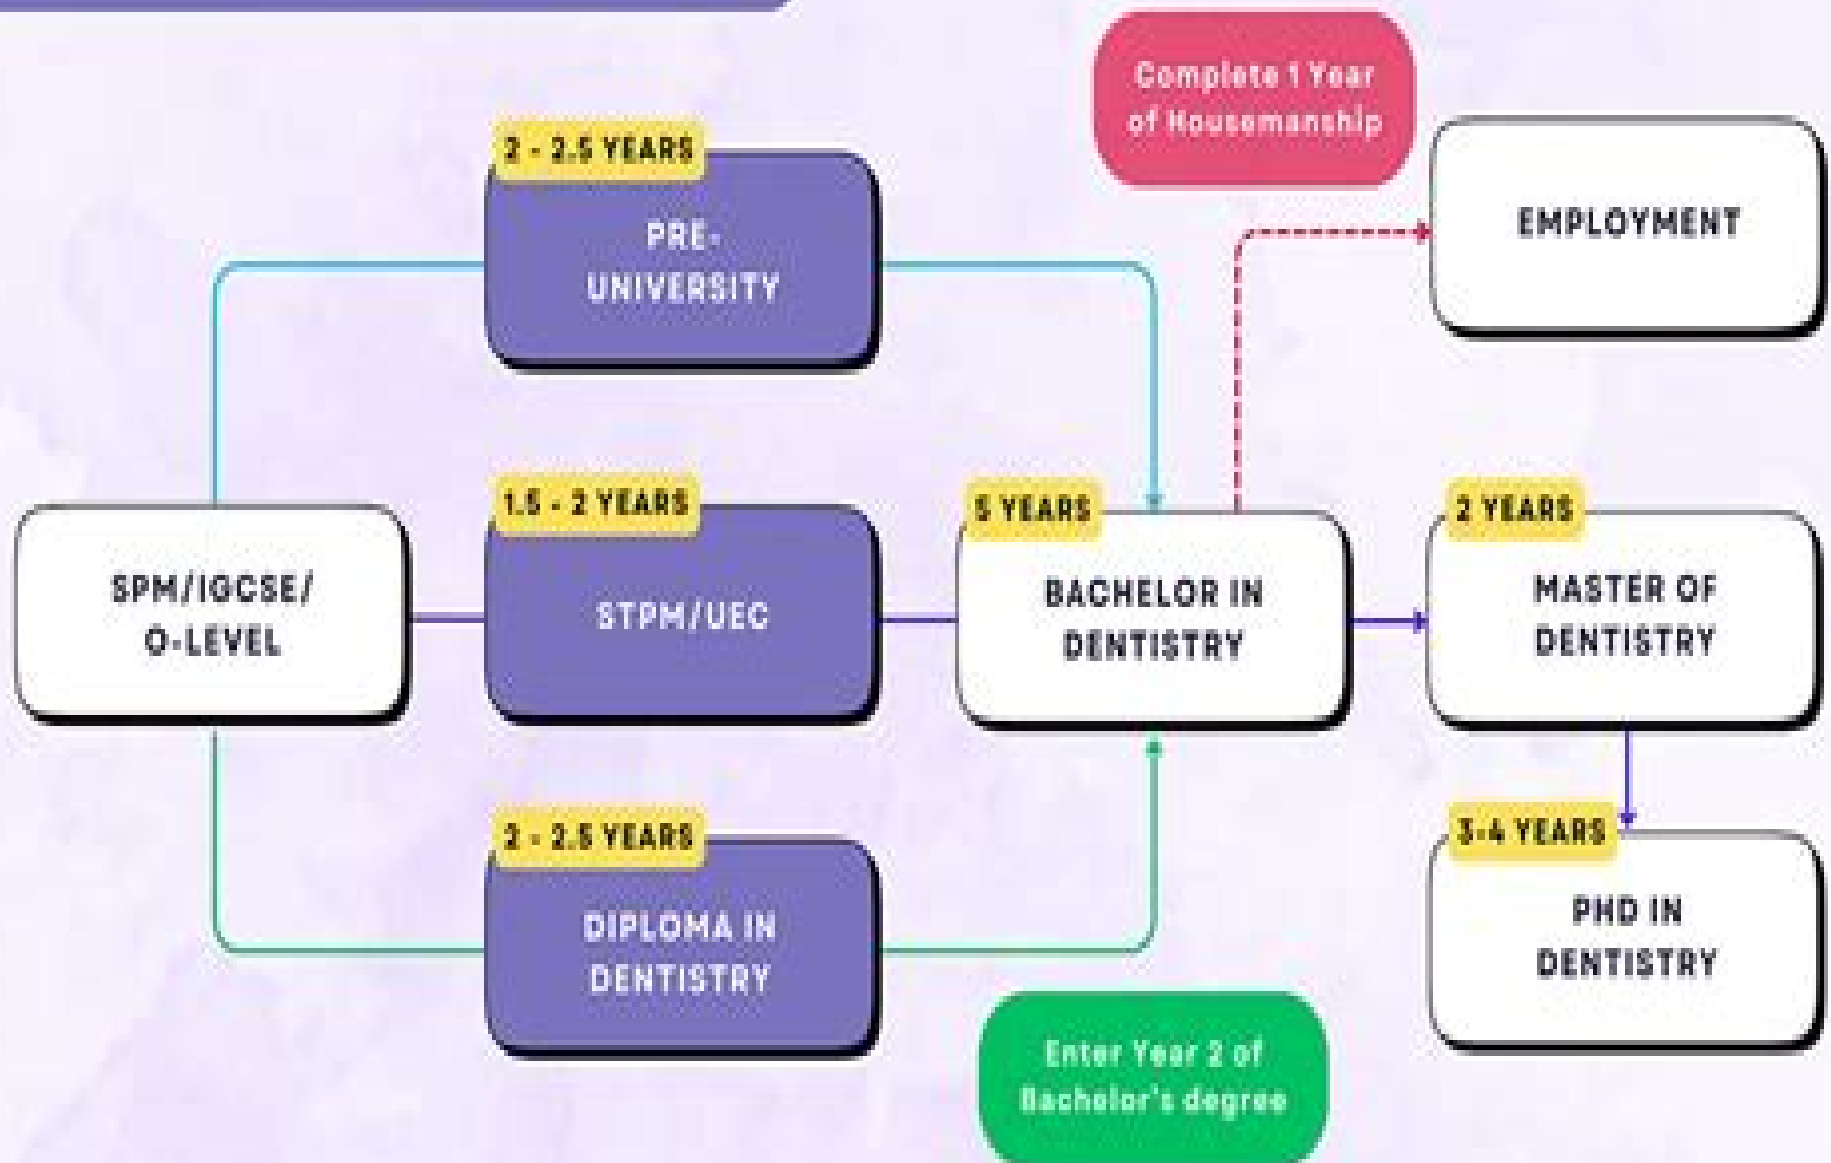 Complete 1 Year
of Housemanship
2 - 2.5 YEARS
PRE-
UNIVERSITY
EMPLOYMENT
SPM/IGCSE/
O-LEVEL
1.5 - 2 YEARS
STPM/UEC
5 YEARS
BACHELOR IN
DENTISTRY
2 YEARS
MASTER OF
DENTISTRY
2 - 2.5 YEARS
DIPLOMA IN
DENTISTRY
Enter Year 2 of
Bachelor's degree
3-4 YEARS
PHD IN
DENTISTRY